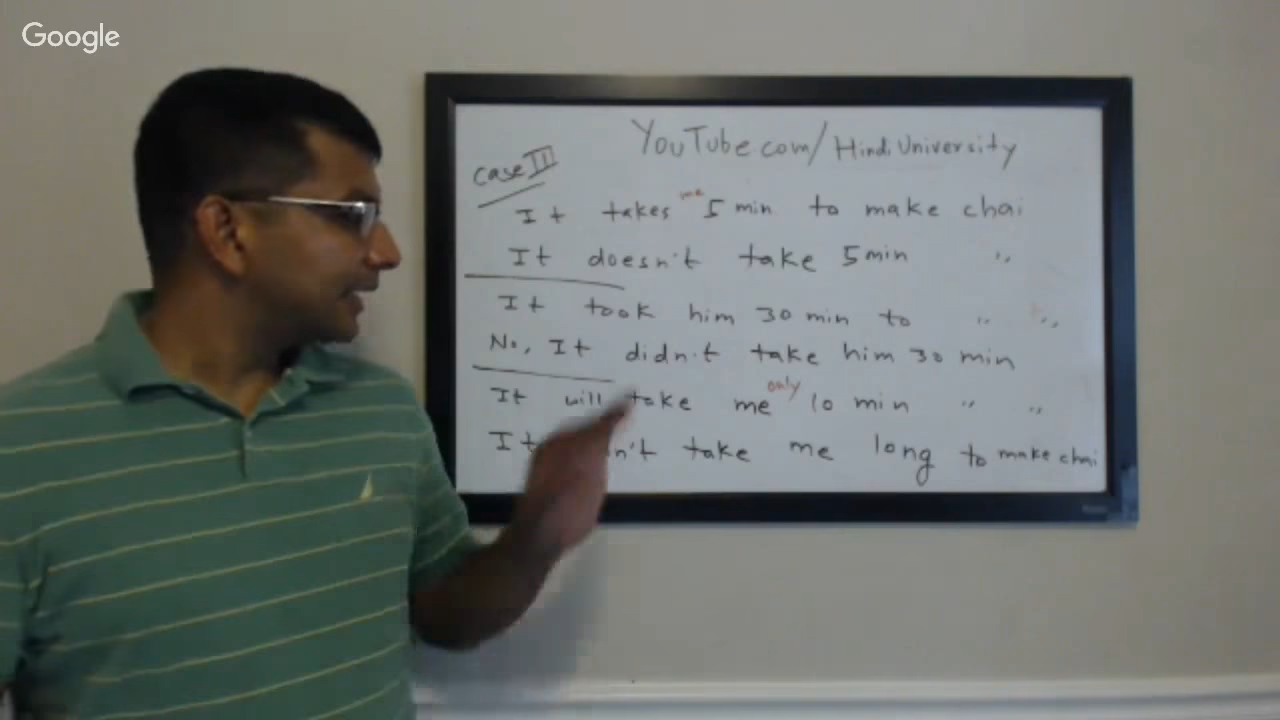 Google
YouTube.com/HindiUniversity
Case III
It takes me 5 min to make chai
It doesn't take 5 min "
It took him 30 min to " "
No, It didn't take him 30 min
It will take me only 10 min " "
It take me long to make chai